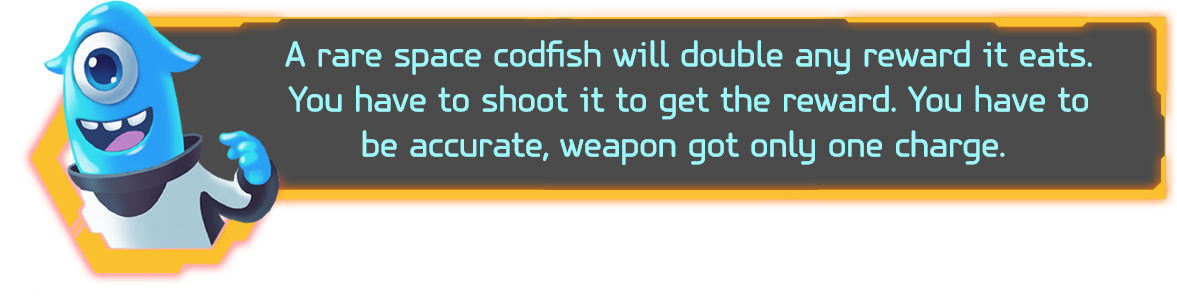 A rare space codfish will double any reward it eats.
You have to shoot it to get the reward. You have to
be accurate, weapon got only one charge.